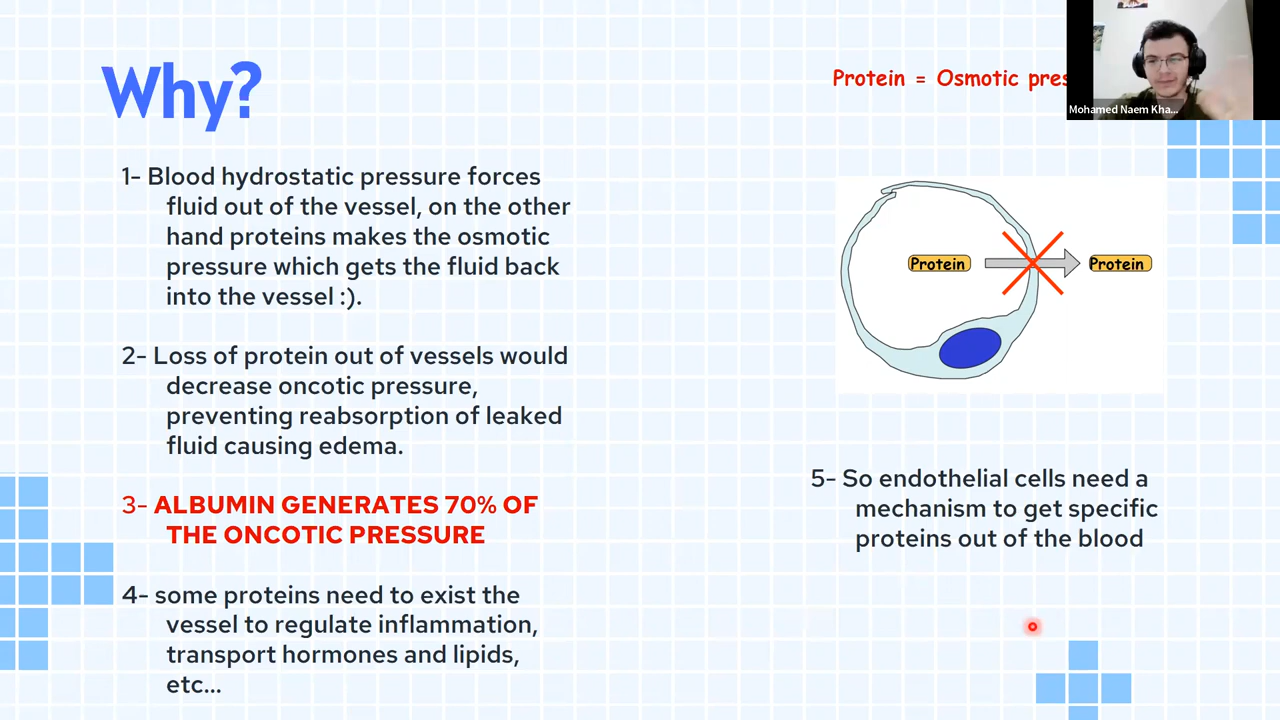 Why?
Protein = Osmotic pres
Mohamed Naem Kha...
1- Blood hydrostatic pressure forces
fluid out of the vessel, on the other
hand proteins makes the osmotic
pressure which gets the fluid back
into the vessel :).
2- Loss of protein out of vessels would
decrease oncotic pressure,
preventing reabsorption of leaked
fluid causing edema.
3- ALBUMIN GENERATES 70% OF
THE ONCOTIC PRESSURE
4- some proteins need to exist the
vessel to regulate inflammation,
transport hormones and lipids,
etc...
Protein
Protein
5- So endothelial cells need a
mechanism to get specific
proteins out of the blood